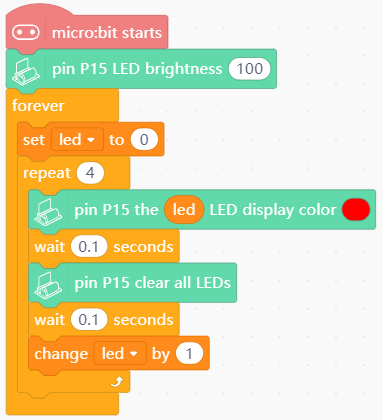 micro:bit starts
pin P15 LED brightness 100
forever
set led to 0
repeat 4
pin P15 the led LED display color
wait 0.1 seconds
pin P15 clear all LEDs
wait 0.1 seconds
change led by 1